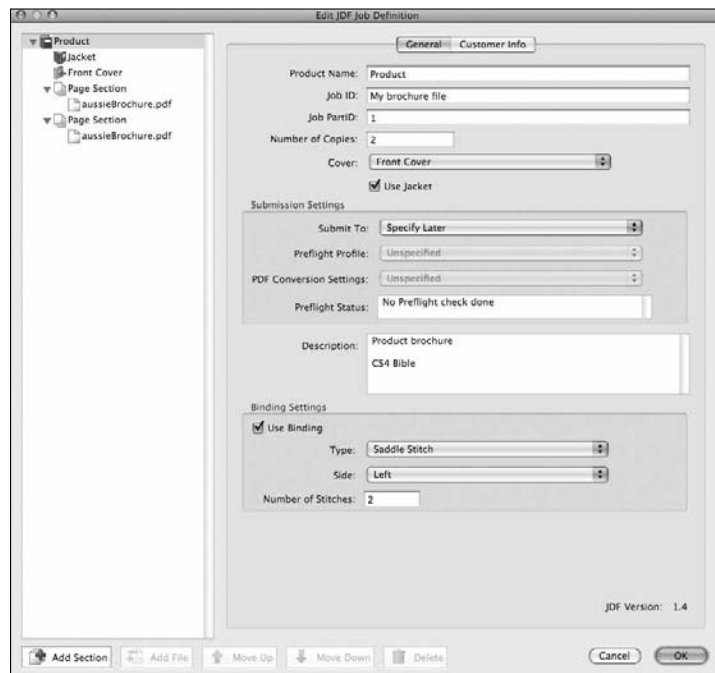 Edit JDF Job Definition
Product
Jacket
Front Cover
Page Section
aussieBrochure.pdf
Page Section
aussieBrochure.pdf
General Customer Info
Product Name: Product
Job ID: My brochure file
Job PartID: 1
Number of Copies: 2
Cover: Front Cover
Use Jacket
Submission Settings
Submit To: Specify Later
Preflight Profile: Unspecified
PDF Conversion Settings: Unspecified
Preflight Status: No Preflight check done
Description: Product brochure
CS4 Bible
Binding Settings
Use Binding
Type: Saddle Stitch
Side: Left
Number of Stitches: 2
JDF Version: 1.4
Add Section Add File Move Up Move Down Delete Cancel OK